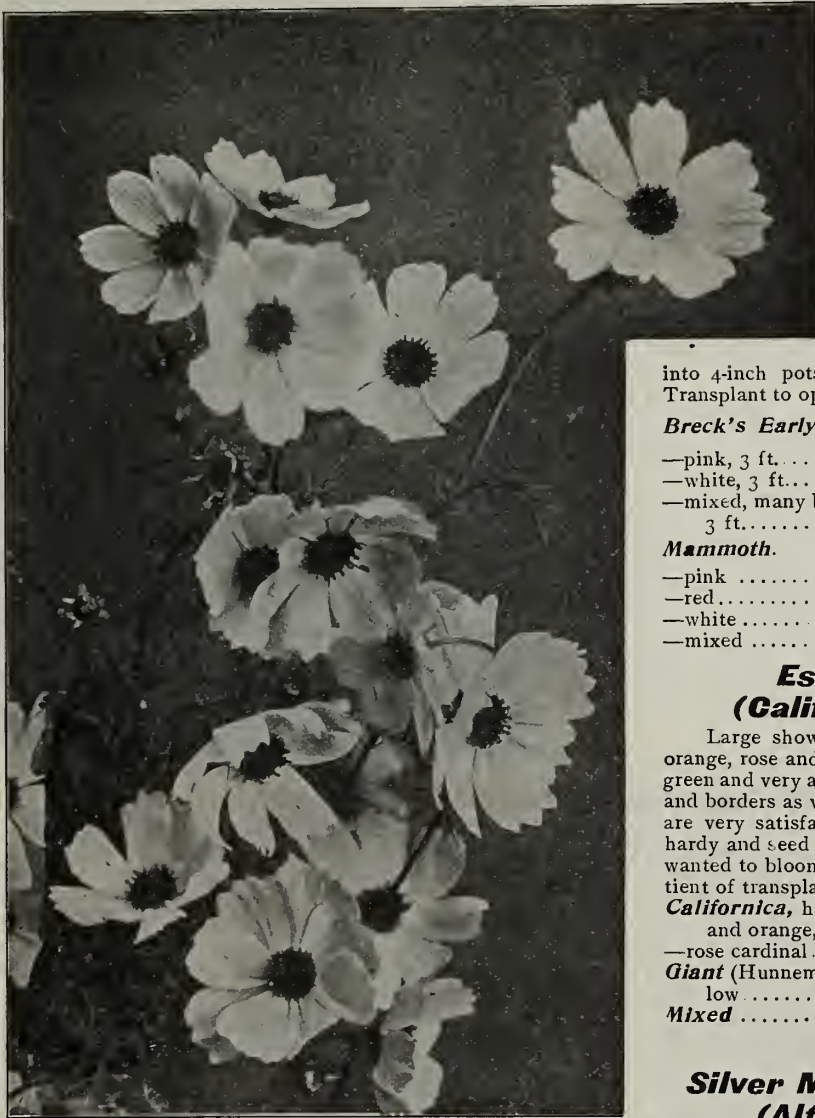 into 4-inch pots
Transplant to op
Breck's Early
—pink, 3 ft....
—white, 3 ft...
—mixed, many
3 ft.......
Mammoth.
—pink .......
—red.........
—white .......
—mixed ......
Es
(Calif
Large show
orange, rose and
green and very a
and borders as v
are very satisfa
hardy and seed
wanted to bloom
tient of transpla
Californica, h
and orange,
—rose cardinal.
Giant (Hunnem
low .......
Mixed .......
Silver M
(Alt